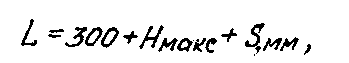 L = 300 + Hмакс + S, мм,